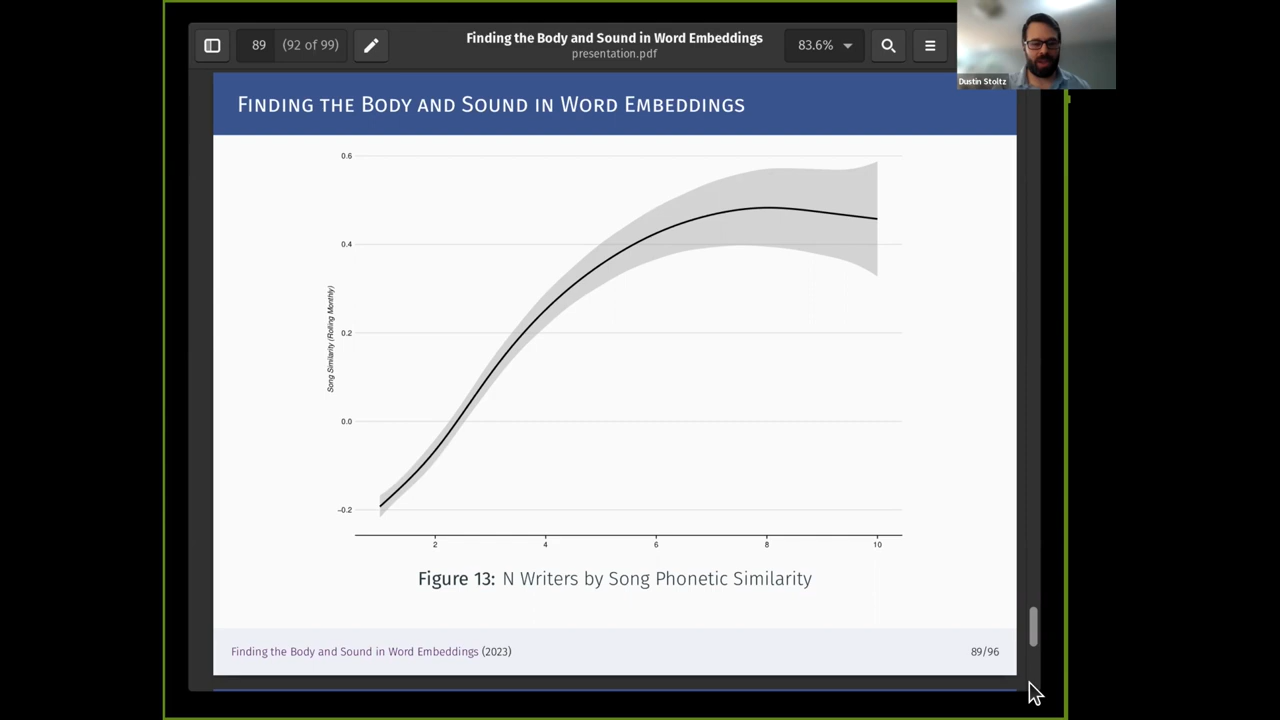 89 (92 of 99)
Finding the Body and Sound in Word Embeddings
presentation.pdf
83.6%
Dustin Stoltz
Finding the Body and Sound in Word Embeddings
0.6
0.4
0.2
0.0
−0.2
Song Similarity (Rolling Monthly)
2 4 6 8 10
Figure 13: N Writers by Song Phonetic Similarity
Finding the Body and Sound in Word Embeddings (2023)
89/96